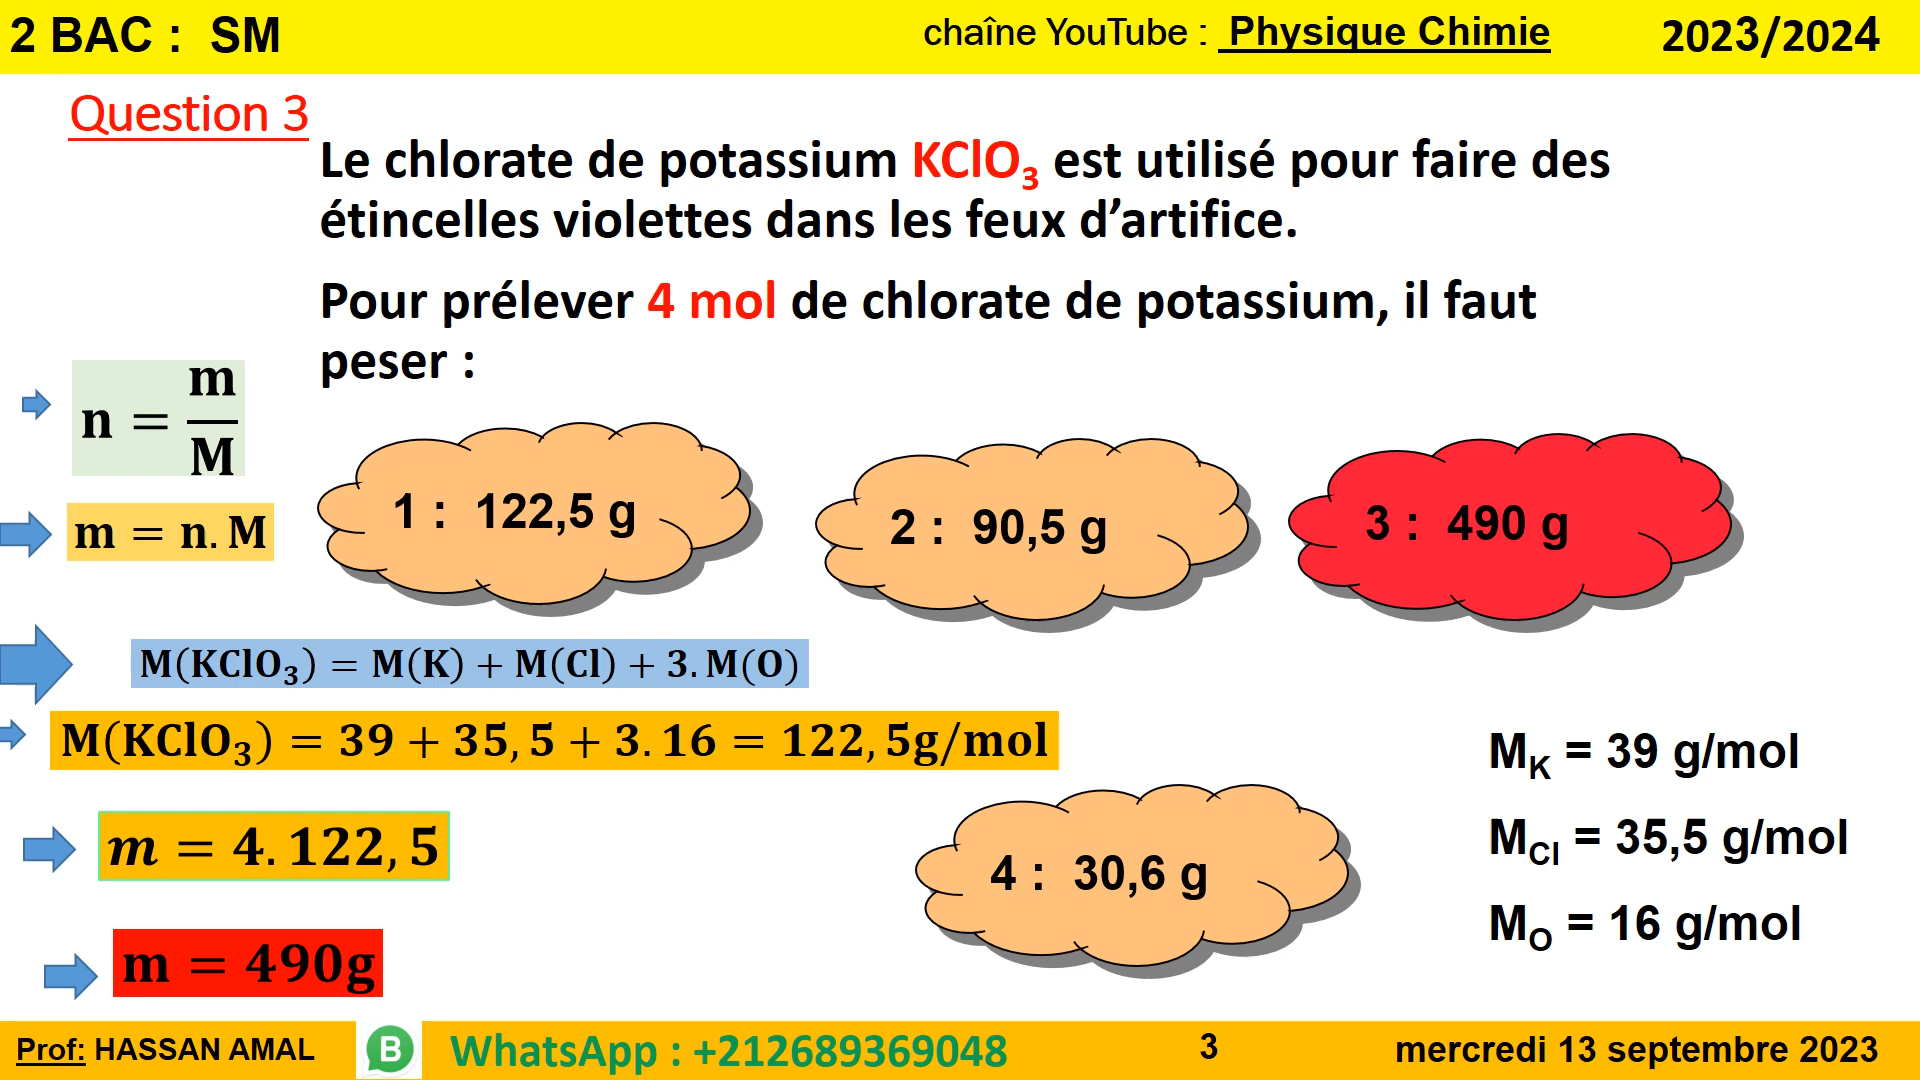 2 BAC :  SM
chaîne YouTube : Physique Chimie
2023/2024
Question 3
Le chlorate de potassium KClO₃ est utilisé pour faire des
étincelles violettes dans les feux d’artifice.
Pour prélever 4 mol de chlorate de potassium, il faut
peser :
n = m/M
m = n. M
1 :  122,5 g
2 :  90,5 g
3 :  490 g
M(KClO₃) = M(K) + M(Cl) + 3. M(O)
M(KClO₃) = 39 + 35, 5 + 3. 16 = 122, 5g/mol
m = 4. 122, 5
m = 490g
4 :  30,6 g
M_K = 39 g/mol
M_Cl = 35,5 g/mol
M_O = 16 g/mol
Prof: HASSAN AMAL
B
WhatsApp : +212689369048
3
mercredi 13 septembre 2023